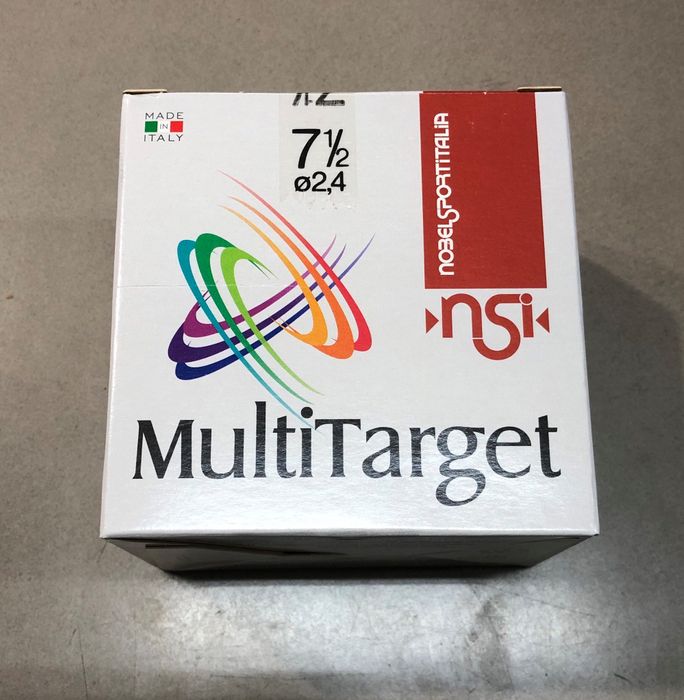 MADE
IN
ITALY
7½
ø2,4
NOBELSPORTITALIA
nsi
MultiTarget